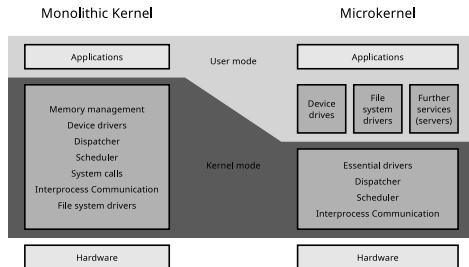 Monolithic Kernel
Microkernel
Applications
User mode
Applications
Device
drives
File
system
drivers
Further
services
(servers)
Memory management
Device drivers
Dispatcher
Scheduler
System calls
Interprocess Communication
File system drivers
Kernel mode
Essential drivers
Dispatcher
Scheduler
Interprocess Communication
Hardware
Hardware